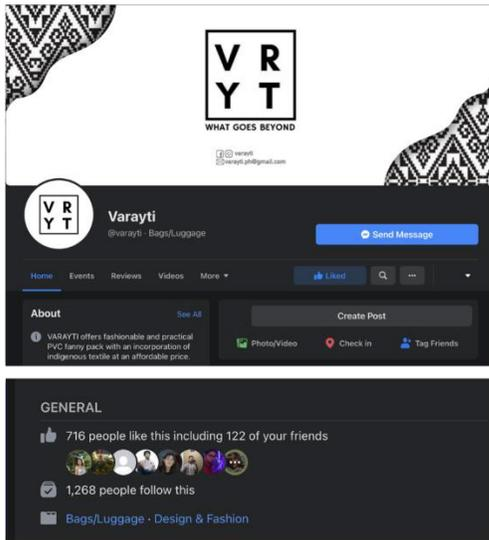 V R
Y T
WHAT GOES BEYOND
varayti
varayti.ph@gmail.com
V R
Y T
Varayti
@varayti · Bags/Luggage
Send Message
Home Events Reviews Videos More
Liked
About See All
VARAYTI offers fashionable and practical
PVC fanny pack with an incorporation of
indigenous textile at an affordable price.
Create Post
Photo/Video Check in Tag Friends
GENERAL
716 people like this including 122 of your friends
1,268 people follow this
Bags/Luggage · Design & Fashion